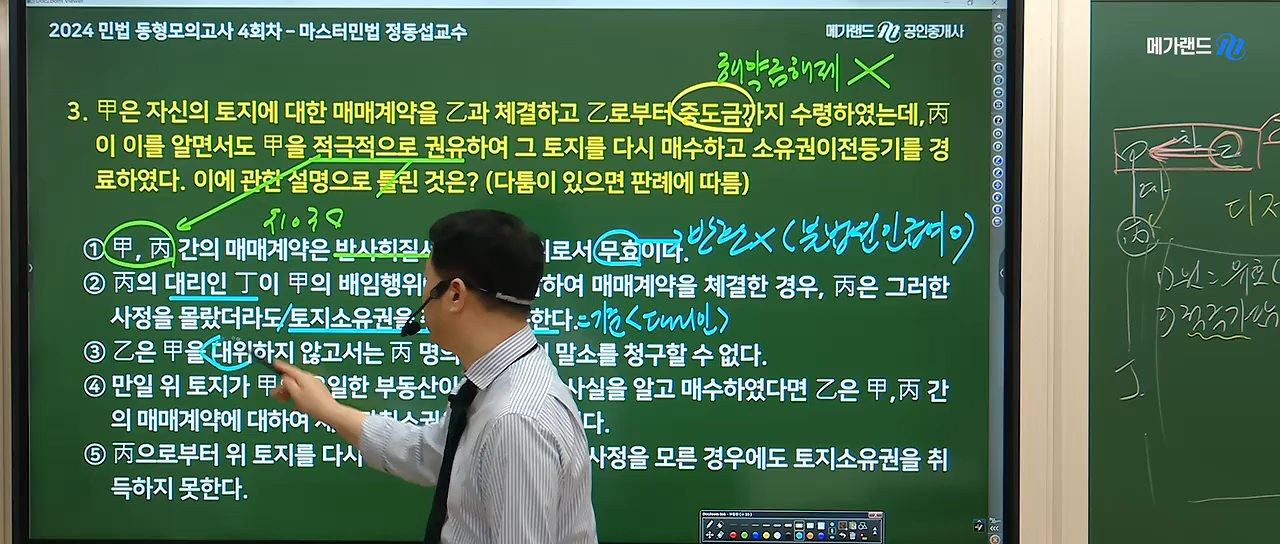 2024 민법 동형모의고사 4회차 – 마스터민법 정동섭교수
메가랜드 공인중개사
메가랜드
해약금해제 X
3. 甲은 자신의 토지에 대한 매매계약을 乙과 체결하고 乙로부터 중도금까지 수령하였는데, 丙
이 이를 알면서도 甲을 적극적으로 권유하여 그 토지를 다시 매수하고 소유권이전등기를 경
료하였다. 이에 관한 설명으로 틀린 것은? (다툼이 있으면 판례에 따름)
제103조
① 甲, 丙 간의 매매계약은 반사회질서 로서 무효이다.
반환X (불법원인급여)
② 丙의 대리인 丁이 甲의 배임행위 하여 매매계약을 체결한 경우, 丙은 그러한
사정을 몰랐더라도 토지소유권을 한다. =기준<대리인>
③ 乙은 甲을 대위하지 않고서는 丙 명의 말소를 청구할 수 없다.
④ 만일 위 토지가 甲 일한 부동산이 사실을 알고 매수하였다면 乙은 甲, 丙 간
의 매매계약에 대하여 다.
⑤ 丙으로부터 위 토지를 다시 사정을 모른 경우에도 토지소유권을 취
득하지 못한다.
甲 乙
丙